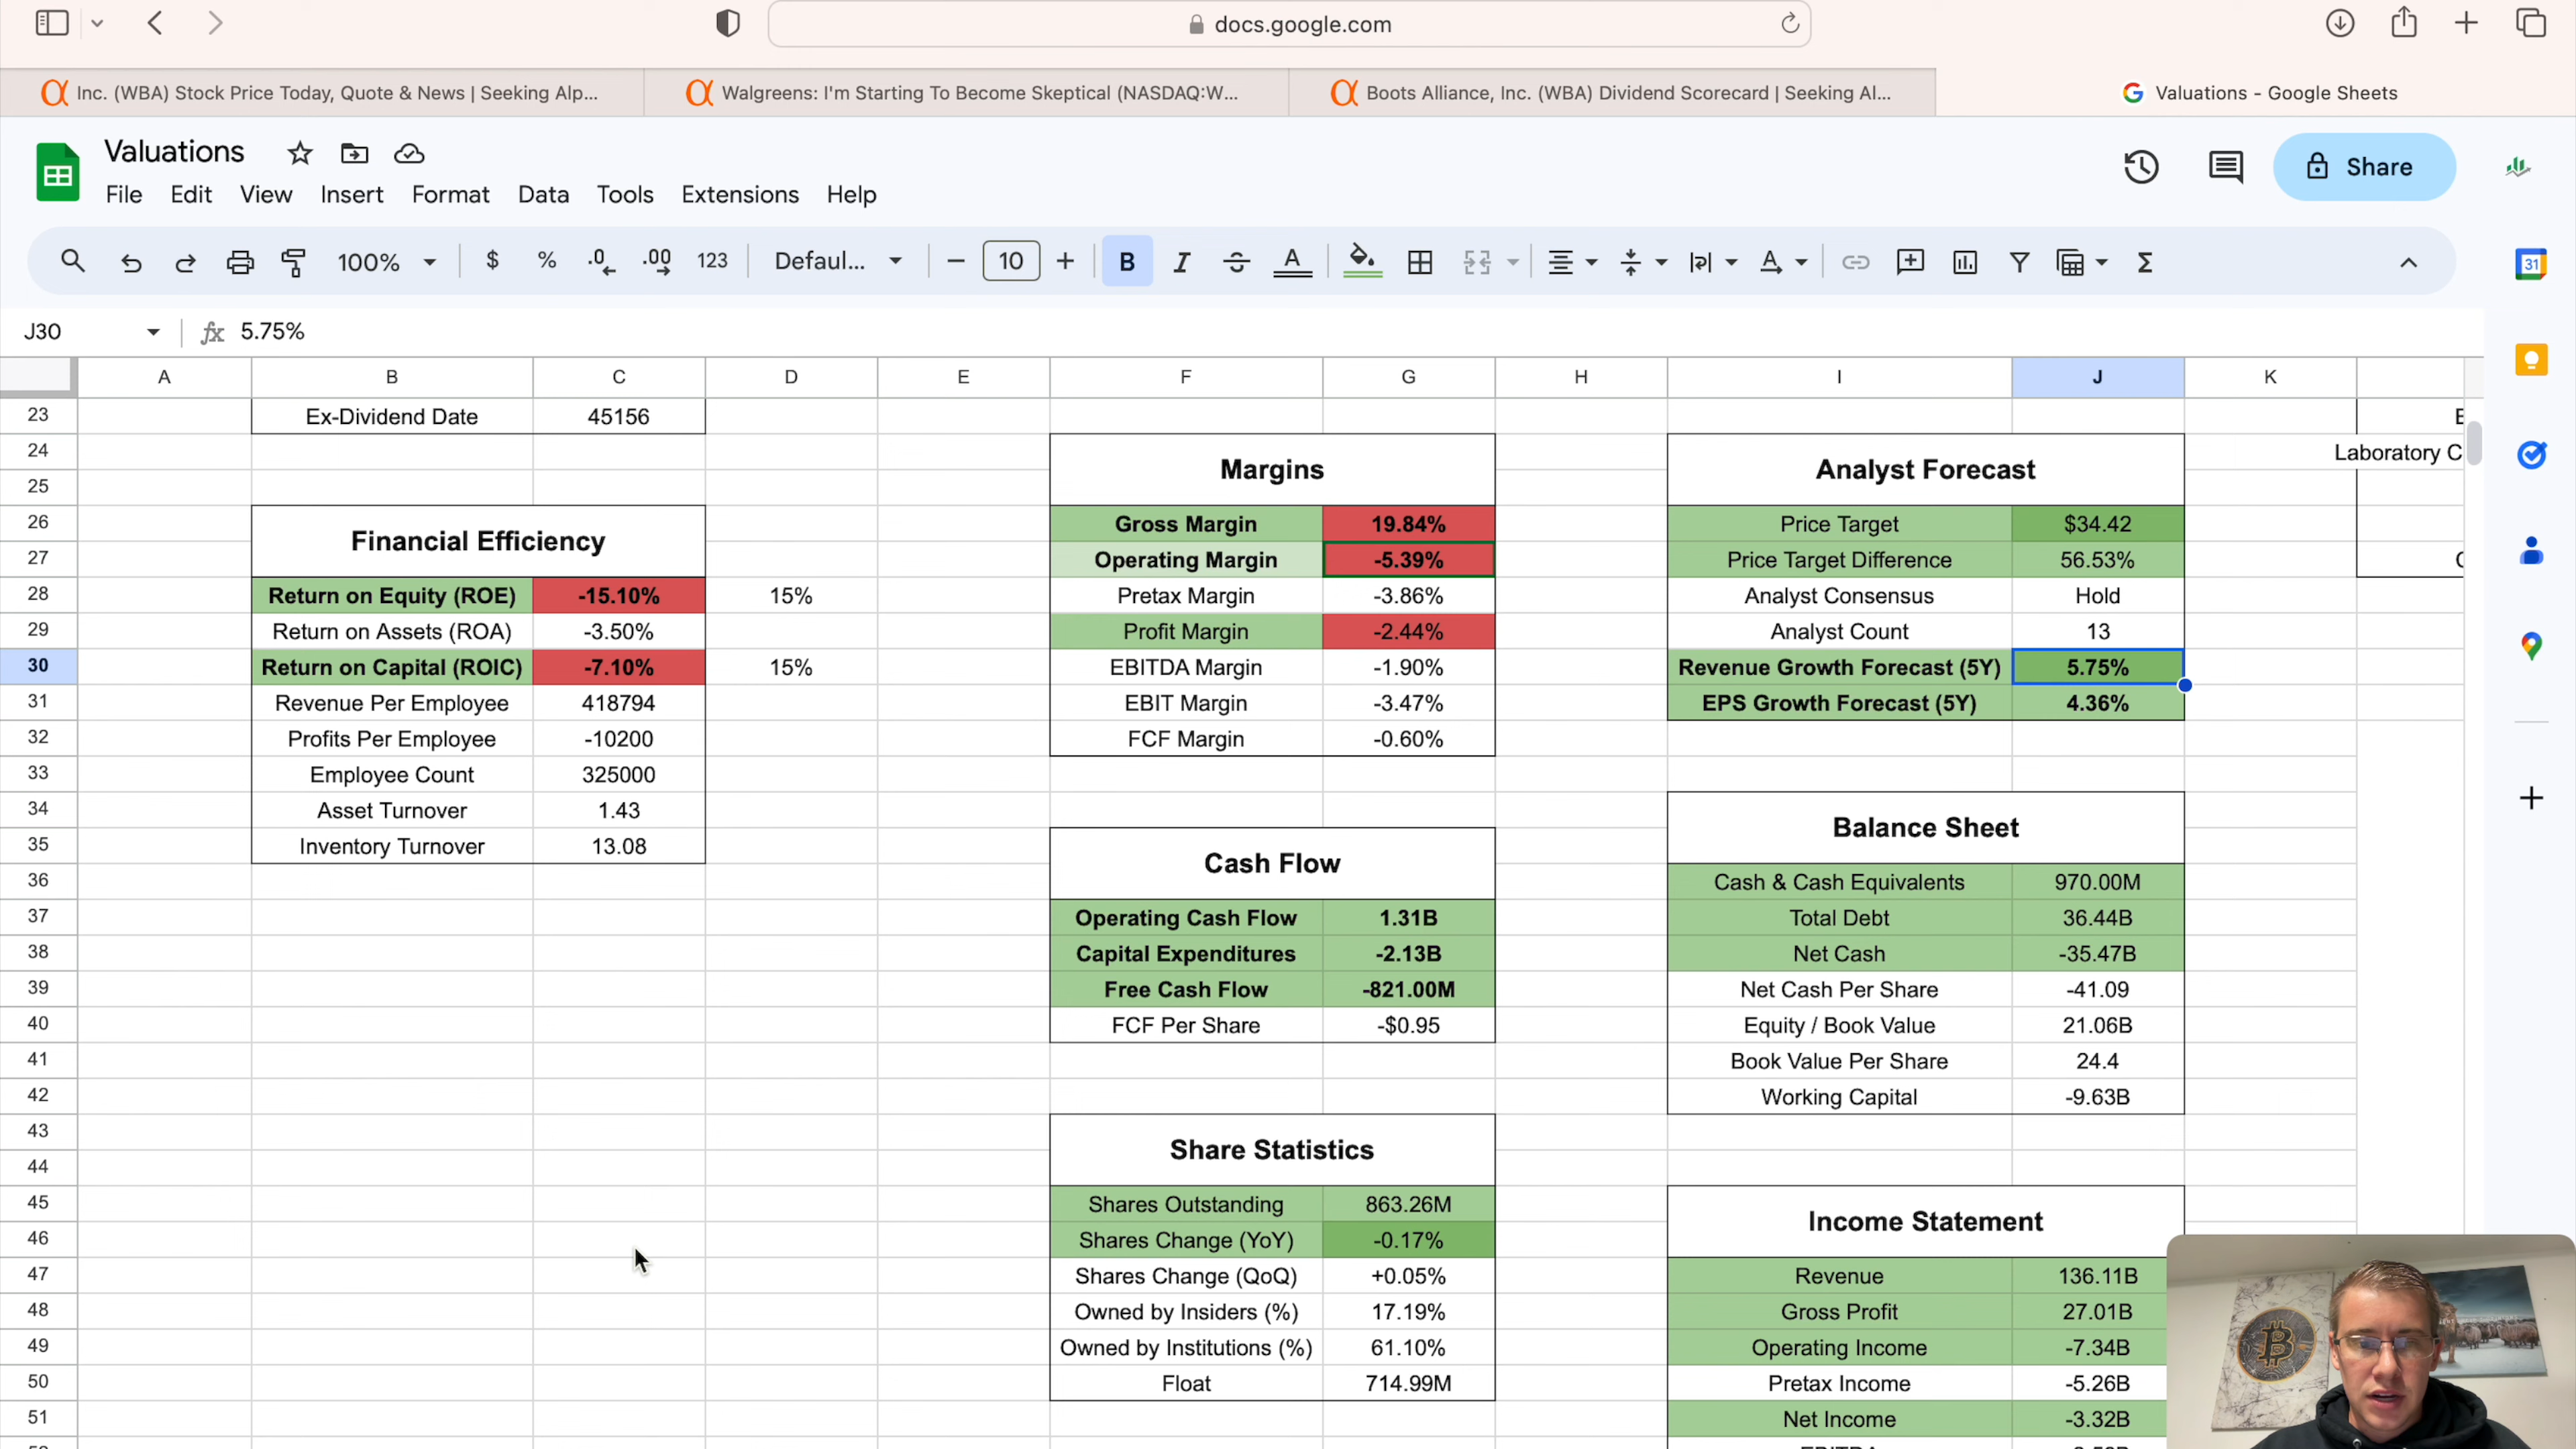 docs.google.com
Inc. (WBA) Stock Price Today, Quote & News | Seeking Alp...
Walgreens: I'm Starting To Become Skeptical (NASDAQ:W...
Boots Alliance, Inc. (WBA) Dividend Scorecard | Seeking Al...
Valuations - Google Sheets
Valuations
Share
File Edit View Insert Format Data Tools Extensions Help
100% $ % .0 .00 123 Defaul... 10 B I A Σ
31
J30 fx 5.75%
A B C D E F G H I J K
23 Ex-Dividend Date 45156
24 Margins Analyst Forecast Laboratory C
25
26 Financial Efficiency Gross Margin 19.84% Price Target $34.42
27 Operating Margin -5.39% Price Target Difference 56.53%
28 Return on Equity (ROE) -15.10% 15% Pretax Margin -3.86% Analyst Consensus Hold
29 Return on Assets (ROA) -3.50% Profit Margin -2.44% Analyst Count 13
30 Return on Capital (ROIC) -7.10% 15% EBITDA Margin -1.90% Revenue Growth Forecast (5Y) 5.75%
31 Revenue Per Employee 418794 EBIT Margin -3.47% EPS Growth Forecast (5Y) 4.36%
32 Profits Per Employee -10200 FCF Margin -0.60%
33 Employee Count 325000
34 Asset Turnover 1.43 Balance Sheet
35 Inventory Turnover 13.08 Cash Flow
36 Cash & Cash Equivalents 970.00M
37 Operating Cash Flow 1.31B Total Debt 36.44B
38 Capital Expenditures -2.13B Net Cash -35.47B
39 Free Cash Flow -821.00M Net Cash Per Share -41.09
40 FCF Per Share -$0.95 Equity / Book Value 21.06B
41 Book Value Per Share 24.4
42 Working Capital -9.63B
43 Share Statistics
44
45 Shares Outstanding 863.26M Income Statement
46 Shares Change (YoY) -0.17%
47 Shares Change (QoQ) +0.05% Revenue 136.11B
48 Owned by Insiders (%) 17.19% Gross Profit 27.01B
49 Owned by Institutions (%) 61.10% Operating Income -7.34B
50 Float 714.99M Pretax Income -5.26B
51 Net Income -3.32B